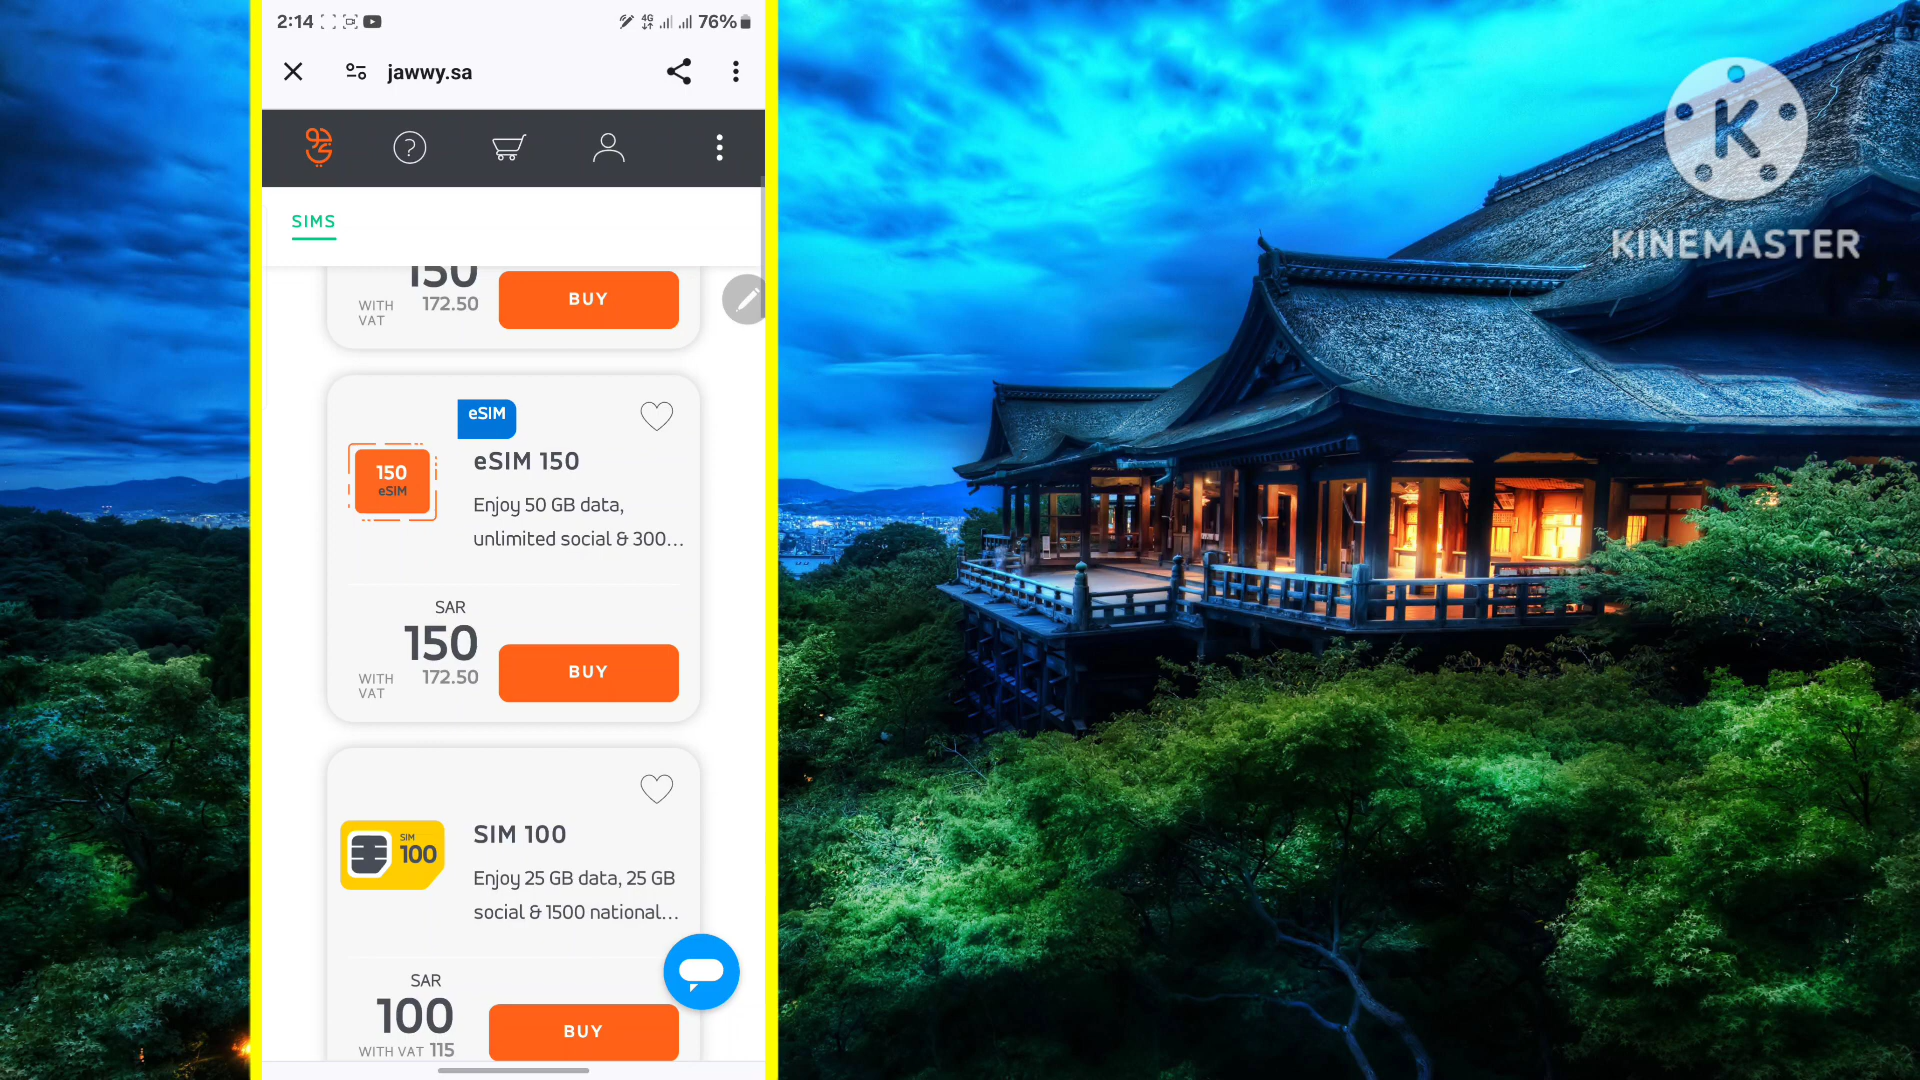 2:14
4G
76%
jawwy.sa
SIMS
150
WITH VAT 172.50
BUY
eSIM
150
eSIM
eSIM 150
Enjoy 50 GB data,
unlimited social & 300...
SAR
150
WITH VAT 172.50
BUY
SIM
100
SIM 100
Enjoy 25 GB data, 25 GB
social & 1500 national...
SAR
100
WITH VAT 115
BUY
K
KINEMASTER